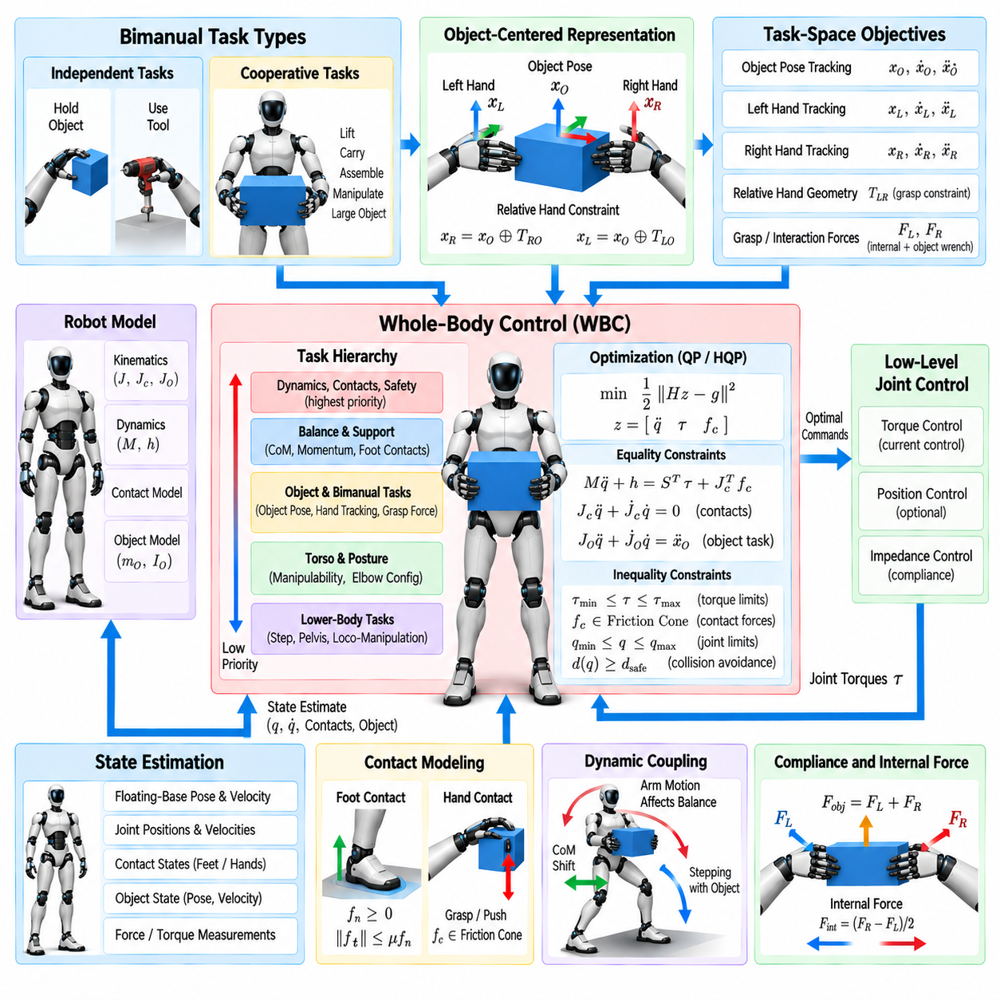 Bimanual Task Types
Independent Tasks
Hold
Object
Use
Tool
Cooperative Tasks
Lift
Carry
Assemble
Manipulate
Large Object
Object-Centered Representation
Object Pose
x_O
Left Hand
x_L
Right Hand
x_R
Relative Hand Constraint
x_R = x_O ⊕ T_{RO}
x_L = x_O ⊕ T_{LO}
Task-Space Objectives
Object Pose Tracking x_O, ẋ_O, ẍ_Ȯ
Left Hand Tracking x_L, ẋ_L, ẍ_L
Right Hand Tracking x_R, ẋ_R, ẍ_R
Relative Hand Geometry T_{LR} (grasp constraint)
Grasp / Interaction Forces F_L, F_R
(internal + object wrench)
Robot Model
Kinematics
(J, J_c, J_O)
Dynamics
(M, h)
Contact Model
Object Model
(m_O, I_O)
Whole-Body Control (WBC)
Task Hierarchy
Dynamics, Contacts, Safety
(highest priority)
Balance & Support
(CoM, Momentum, Foot Contacts)
Object & Bimanual Tasks
(Object Pose, Hand Tracking, Grasp Force)
Torso & Posture
(Manipulability, Elbow Config)
Lower-Body Tasks
(Step, Pelvis, Loco-Manipulation)
Low
Priority
Optimization (QP / HQP)
min 1/2 ‖Hz − g‖²
z = [ q̈ τ f_c ]
Equality Constraints
Mq̈ + h = S^T τ + J_c^T f_c
J_c q̈ + J̇_c q̇ = 0 (contacts)
J_O q̈ + J̇_O q̇ = ẍ_O (object task)
Inequality Constraints
τ_min ≤ τ ≤ τ_max (torque limits)
f_c ∈ Friction Cone (contact forces)
q_min ≤ q ≤ q_max (joint limits)
d(q) ≥ d_safe (collision avoidance)
Optimal
Commands
Low-Level
Joint Control
Torque Control
(current control)
Position Control
(optional)
Impedance Control
(compliance)
Joint Torques τ
State Estimate
(q, q̇, Contacts, Object)
State Estimation
Floating-Base Pose & Velocity
Joint Positions & Velocities
Contact States (Feet / Hands)
Object State (Pose, Velocity)
Force / Torque Measurements
Contact Modeling
Foot Contact
f_n ≥ 0
‖f_t‖ ≤ μf_n
Hand Contact
Grasp / Push
f_c ∈ Friction Cone
Dynamic Coupling
Arm Motion
Affects Balance
CoM
Shift
Stepping
with Object
Compliance and Internal Force
F_{obj} = F_L + F_R
F_L
F_R
Internal Force
F_int = (F_R − F_L)/2